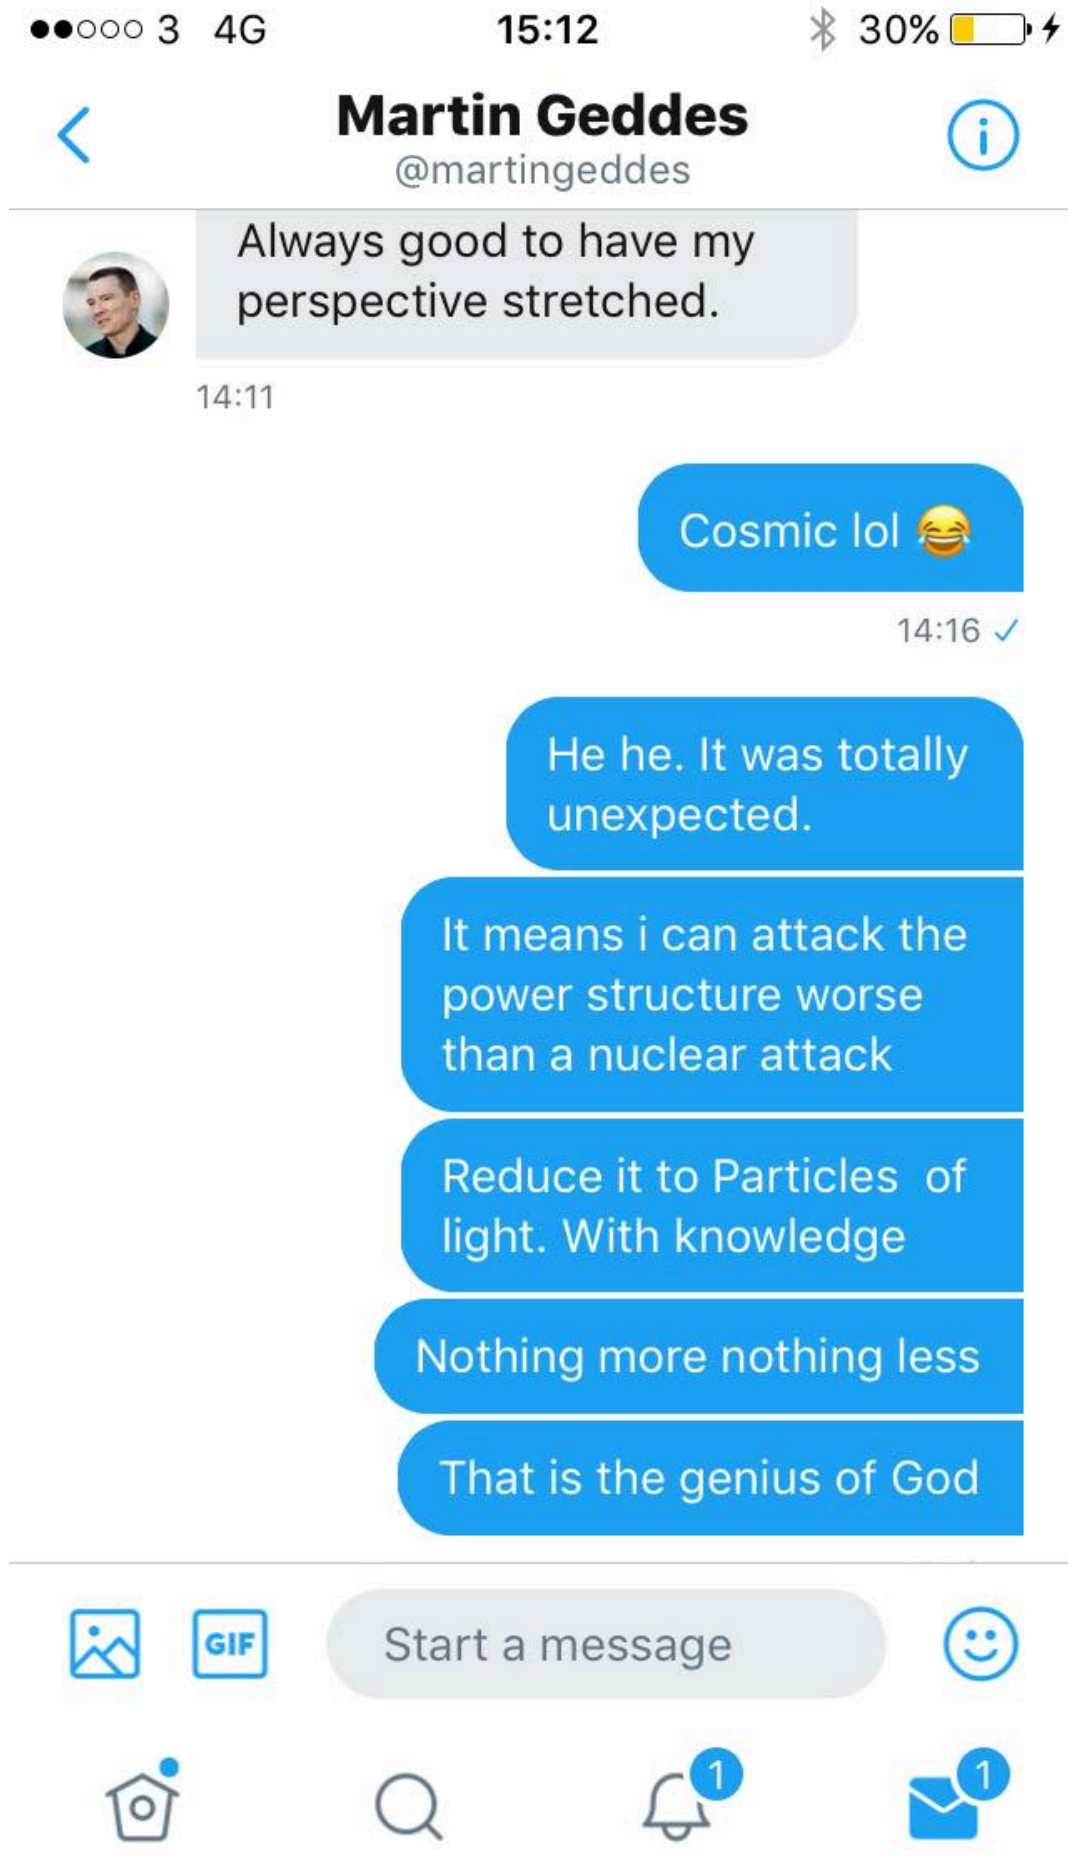 3 4G 15:12 30%
Martin Geddes
@martingeddes
Always good to have my
perspective stretched.
14:11
Cosmic lol 😂
14:16 ✓
He he. It was totally
unexpected.
It means i can attack the
power structure worse
than a nuclear attack
Reduce it to Particles  of
light. With knowledge
Nothing more nothing less
That is the genius of God
GIF
Start a message
1
1